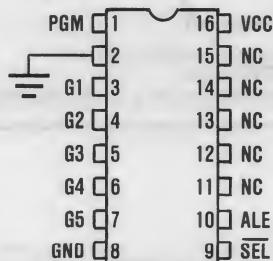 PGM 1 16 VCC
2 15 NC
G1 3 14 NC
G2 4 13 NC
G3 5 12 NC
G4 6 11 NC
G5 7 10 ALE
GND 8 9 SEL